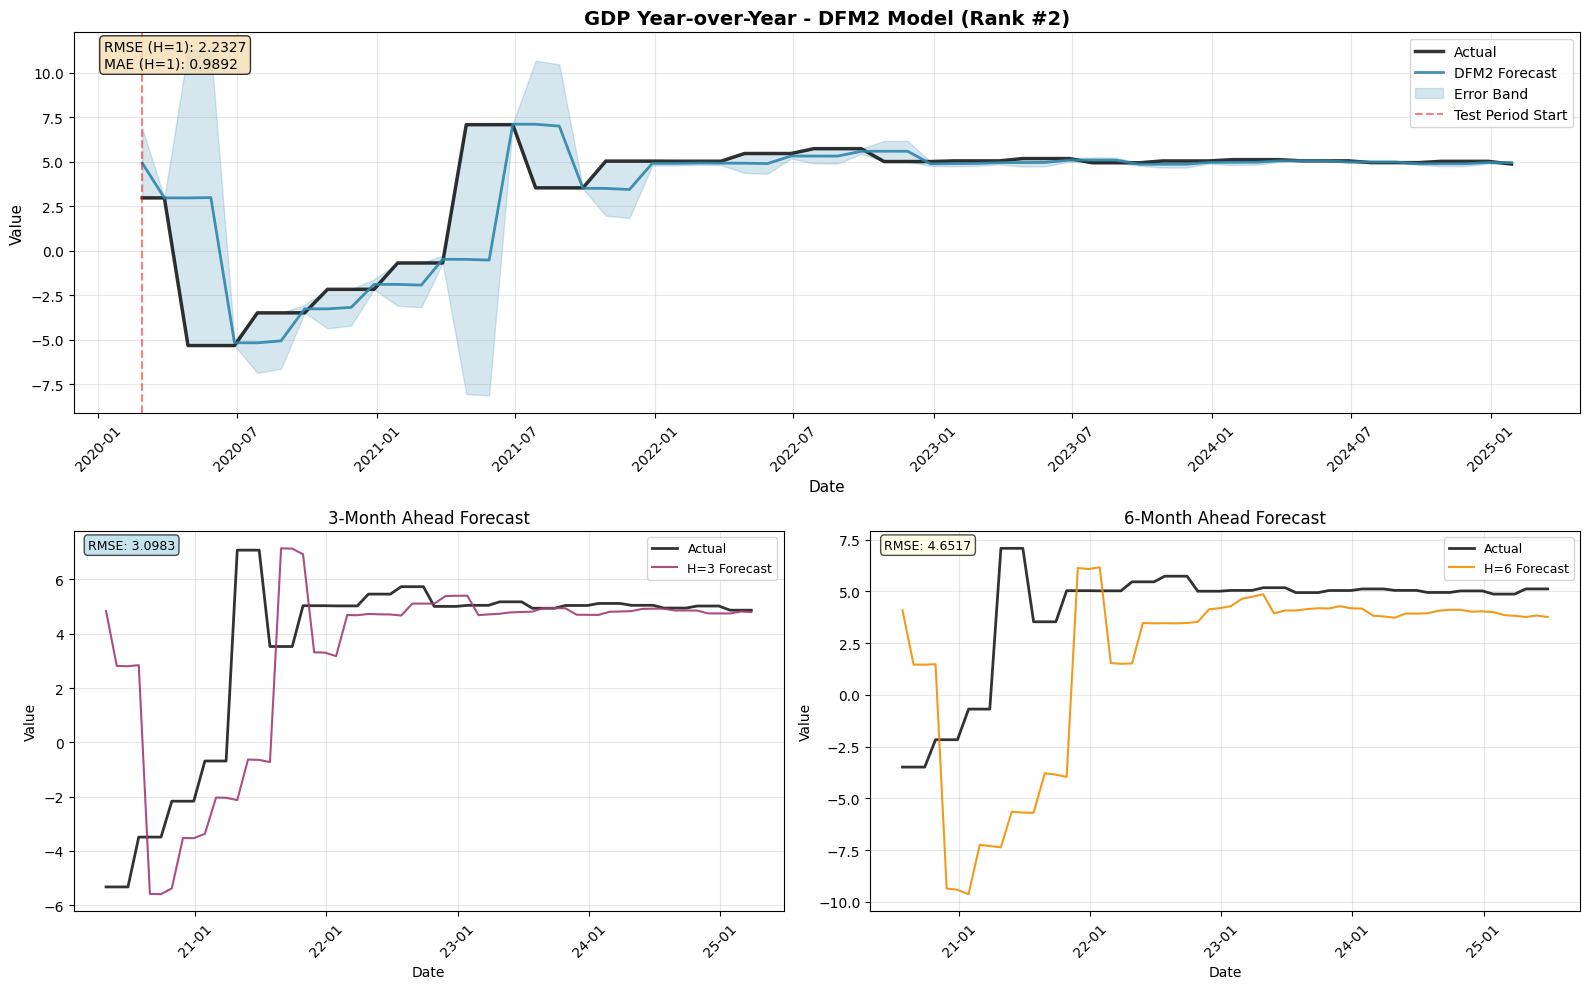 GDP Year-over-Year - DFM2 Model (Rank #2)
RMSE (H=1): 2.2327
MAE (H=1): 0.9892
Actual
DFM2 Forecast
Error Band
Test Period Start
Value
10.0
7.5
5.0
2.5
0.0
−2.5
−5.0
−7.5
2020-01
2020-07
2021-01
2021-07
2022-01
2022-07
2023-01
2023-07
2024-01
2024-07
2025-01
Date
3-Month Ahead Forecast
RMSE: 3.0983
Actual
H=3 Forecast
Value
6
4
2
0
−2
−4
−6
21-01
22-01
23-01
24-01
25-01
Date
6-Month Ahead Forecast
RMSE: 4.6517
Actual
H=6 Forecast
Value
7.5
5.0
2.5
0.0
−2.5
−5.0
−7.5
−10.0
21-01
22-01
23-01
24-01
25-01
Date